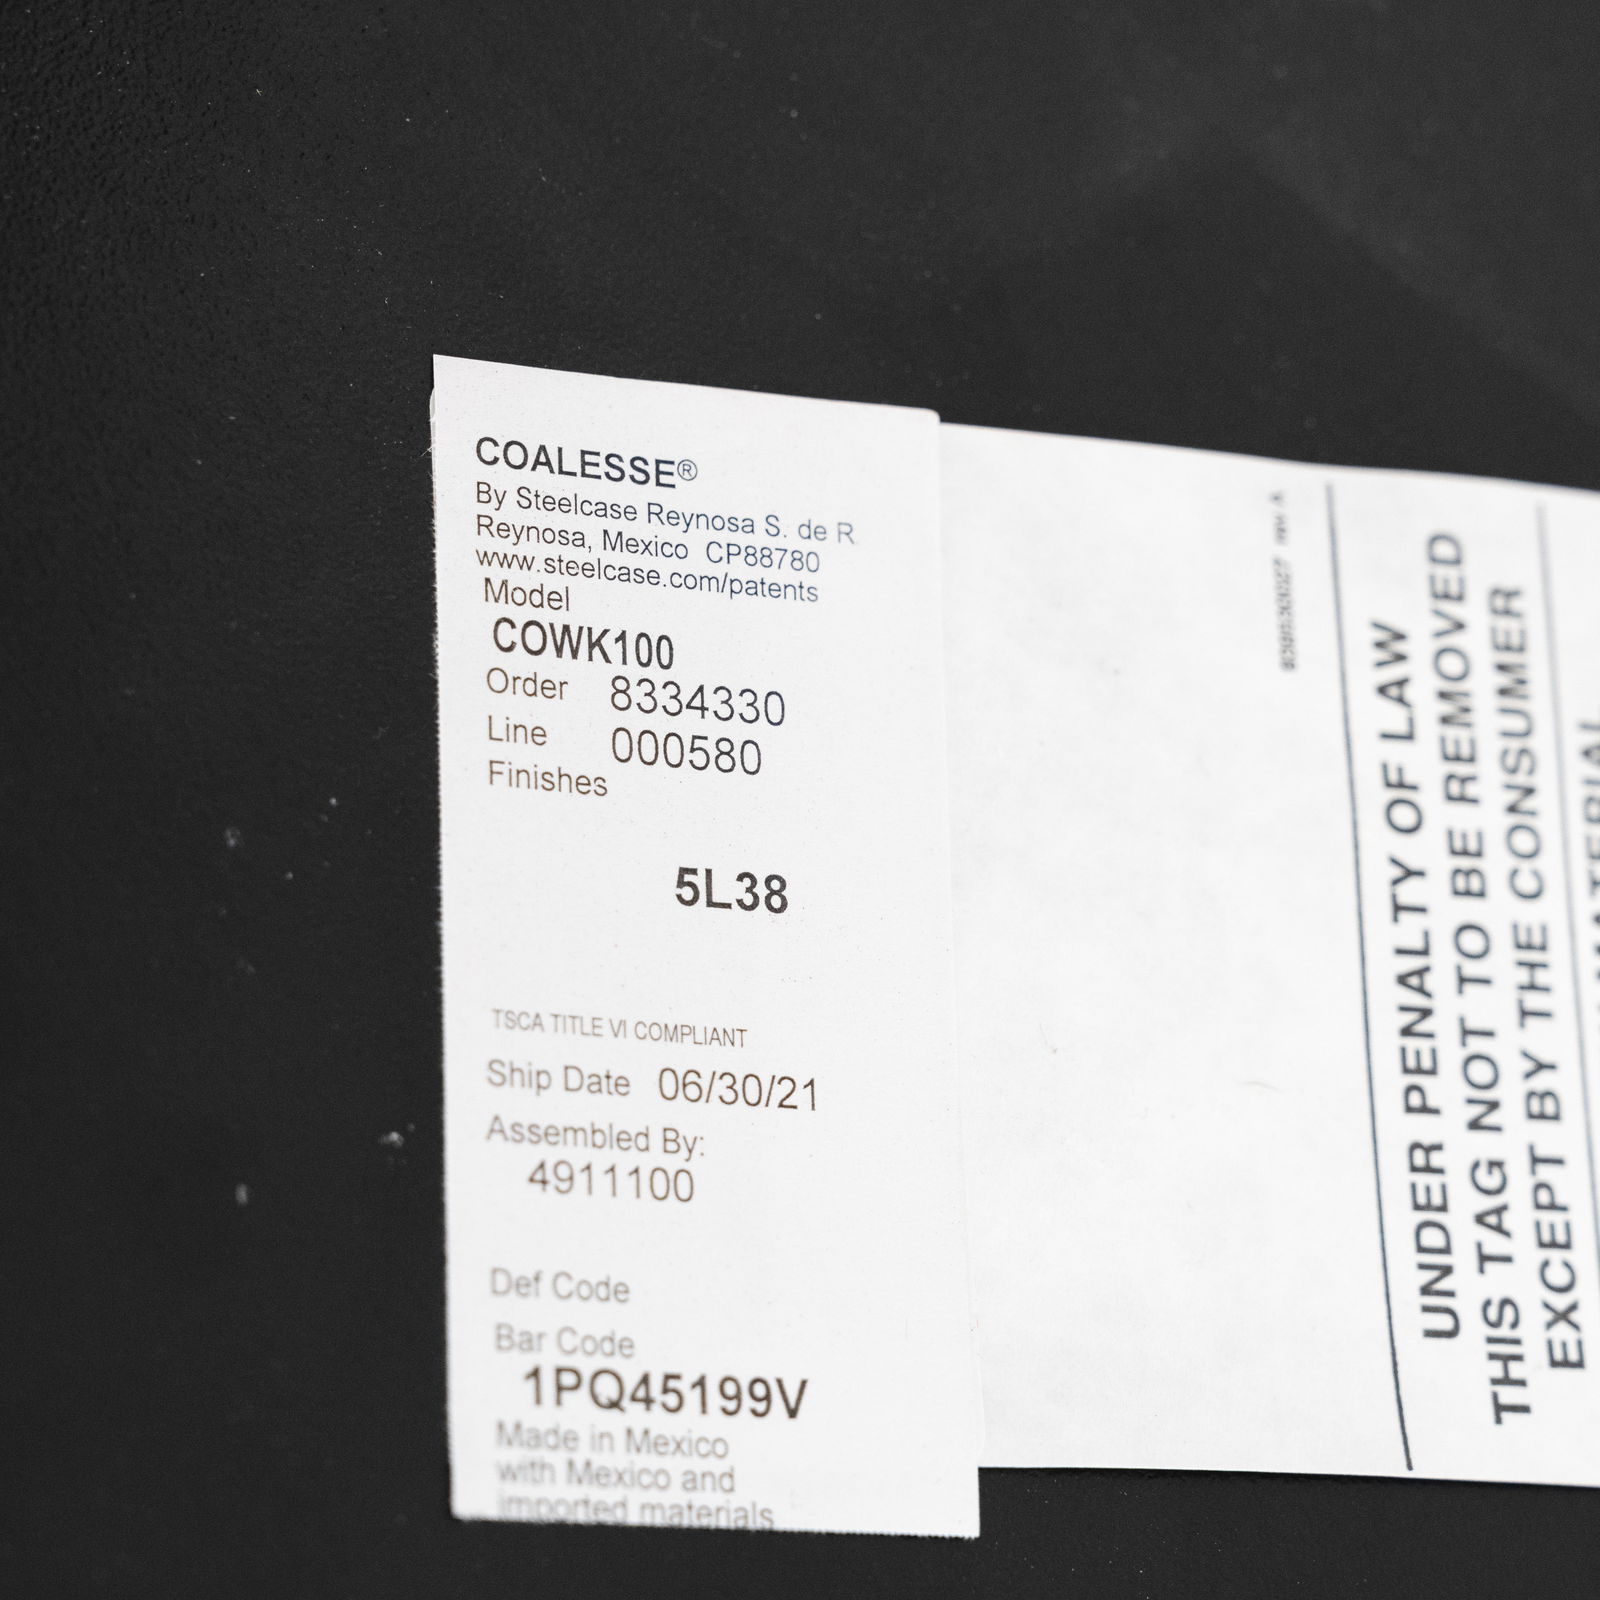 COALESSE®
By Steelcase Reynosa S. de R.
Reynosa, Mexico CP88780
www.steelcase.com/patents
Model
COWK100
Order 8334330
Line 000580
Finishes
5L38
TSCA TITLE VI COMPLIANT
Ship Date 06/30/21
Assembled By:
4911100
Def Code
Bar Code
1PQ45199V
Made in Mexico
with Mexico and
imported materials
UNDER PENALTY OF LAW
THIS TAG NOT TO BE REMOVED
EXCEPT BY THE CONSUMER